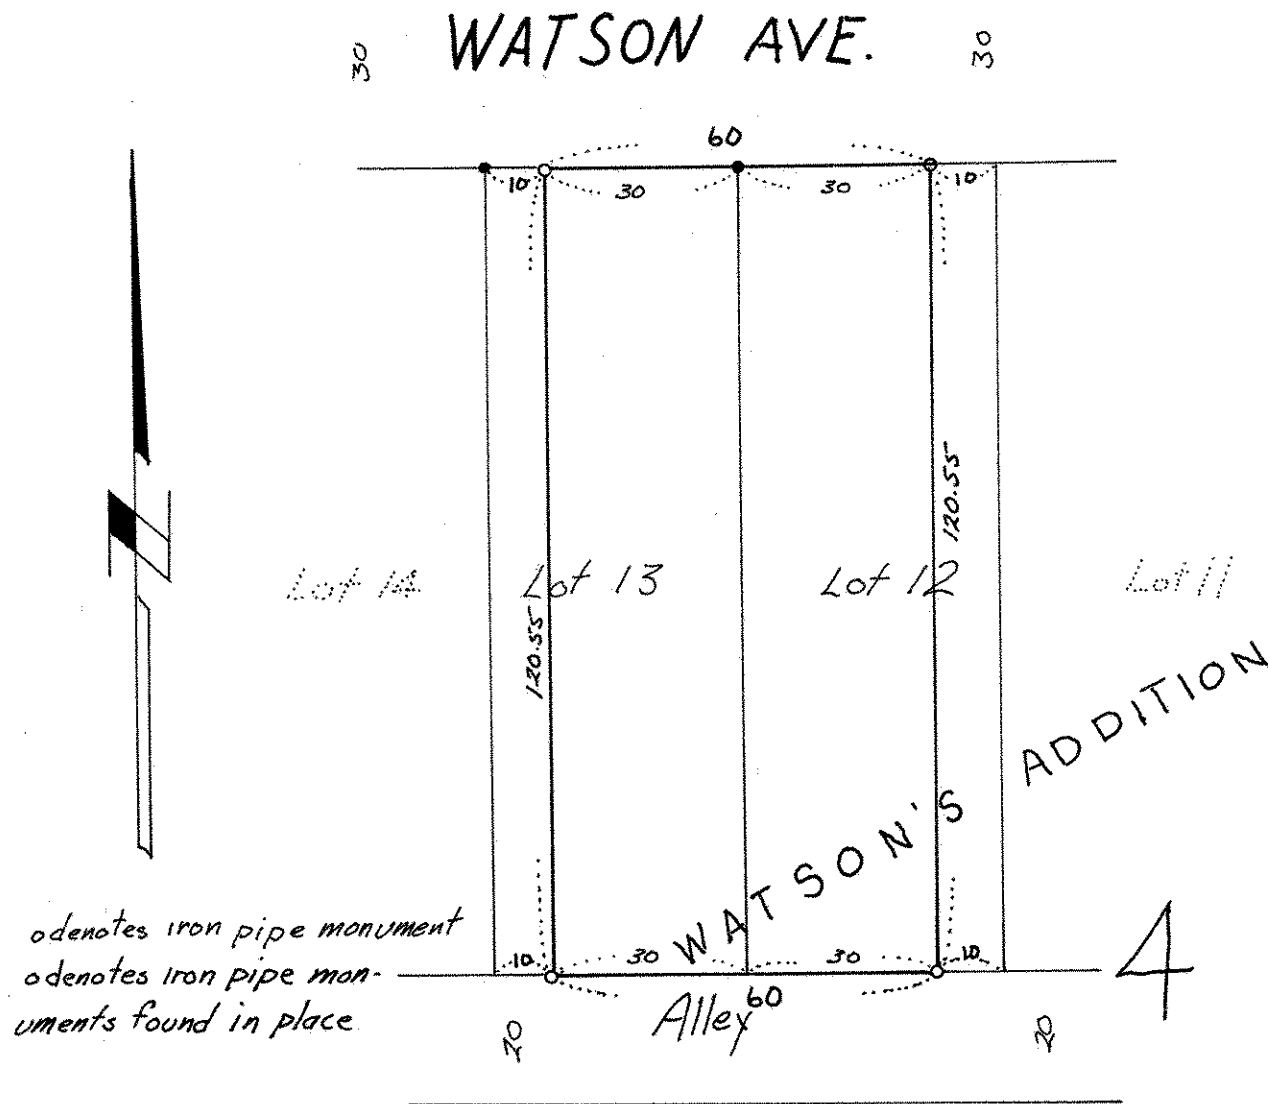 WATSON AVE.
30
30
60
10
30
30
10
120.55
Lot 14
Lot 13
Lot 12
Lot 11
120.55
WATSON'S ADDITION
4
o denotes iron pipe monument
o denotes iron pipe mon-
uments found in place
10
30
30
10
60
Alley
20
20
N